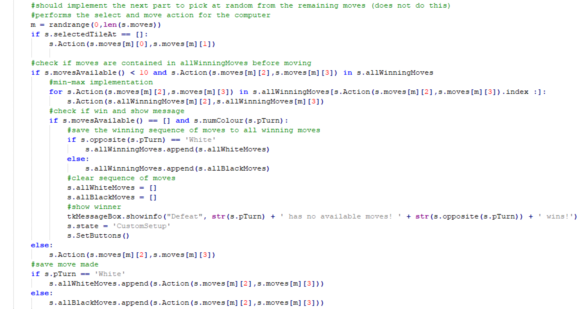 #should implement the next part to pick at random from the remaining moves (does not do this)
#performs the select and move action for the computer
m = randrange(0,len(s.moves))
if s.selectedTileAt == []:
    s.Action(s.moves[m][0],s.moves[m][1])

#check if moves are contained in allWinningMoves before moving
if s.movesAvailable() < 10 and s.Action(s.moves[m][2],s.moves[m][3]) in s.allWinningMoves
    #min-max implementation
    for s.Action(s.moves[m][2],s.moves[m][3]) in s.allWinningMoves[s.Action(s.moves[m][2],s.moves[m][3]).index :]:
        s.Action(s.allWinningMoves[m][2],s.allWinningMoves[m][3])
    #check if win and show message
    if s.movesAvailable() == [] and s.numColour(s.pTurn):
        #save the winning sequence of moves to all winning moves
        if s.opposite(s.pTurn) == 'White'
            s.allWinningMoves.append(s.allWhiteMoves)
        else:
            s.allWinningMoves.append(s.allBlackMoves)
        #clear sequence of moves
        s.allWhiteMoves = []
        s.allBlackMoves = []
        #show winner
        tkMessageBox.showinfo("Defeat", str(s.pTurn) + ' has no available moves! ' + str(s.opposite(s.pTurn)) + ' wins!')
        s.state = 'CustomSetup'
        s.SetButtons()
else:
    s.Action(s.moves[m][2],s.moves[m][3])
#save move made
if s.pTurn == 'White'
    s.allWhiteMoves.append(s.Action(s.moves[m][2],s.moves[m][3]))
else:
    s.allBlackMoves.append(s.Action(s.moves[m][2],s.moves[m][3]))